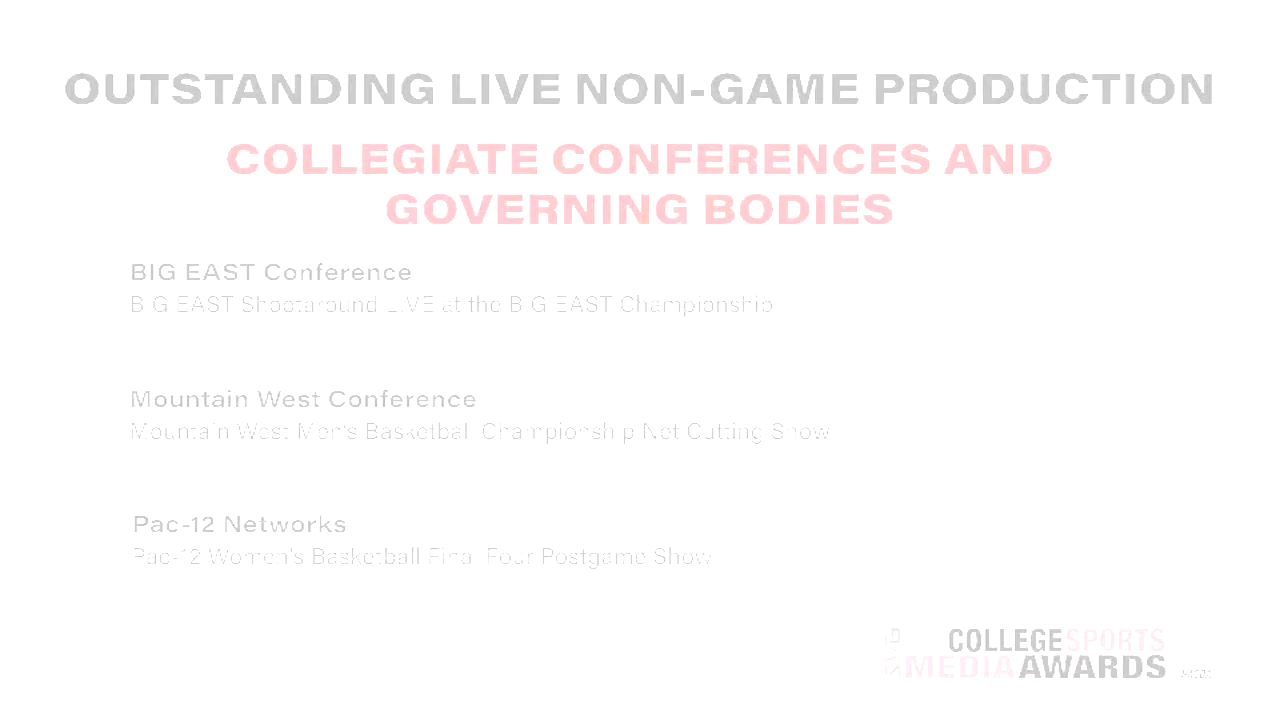 OUTSTANDING LIVE NON-GAME PRODUCTION
COLLEGIATE CONFERENCES AND
GOVERNING BODIES
BIG EAST Conference
BIG EAST Shootaround LIVE at the BIG EAST Championship
Mountain West Conference
Mountain West Men's Basketball Championship Net Cutting Show
Pac-12 Networks
Pac-12 Women's Basketball Final Four Postgame Show
COLLEGE SPORTS
MEDIA AWARDS